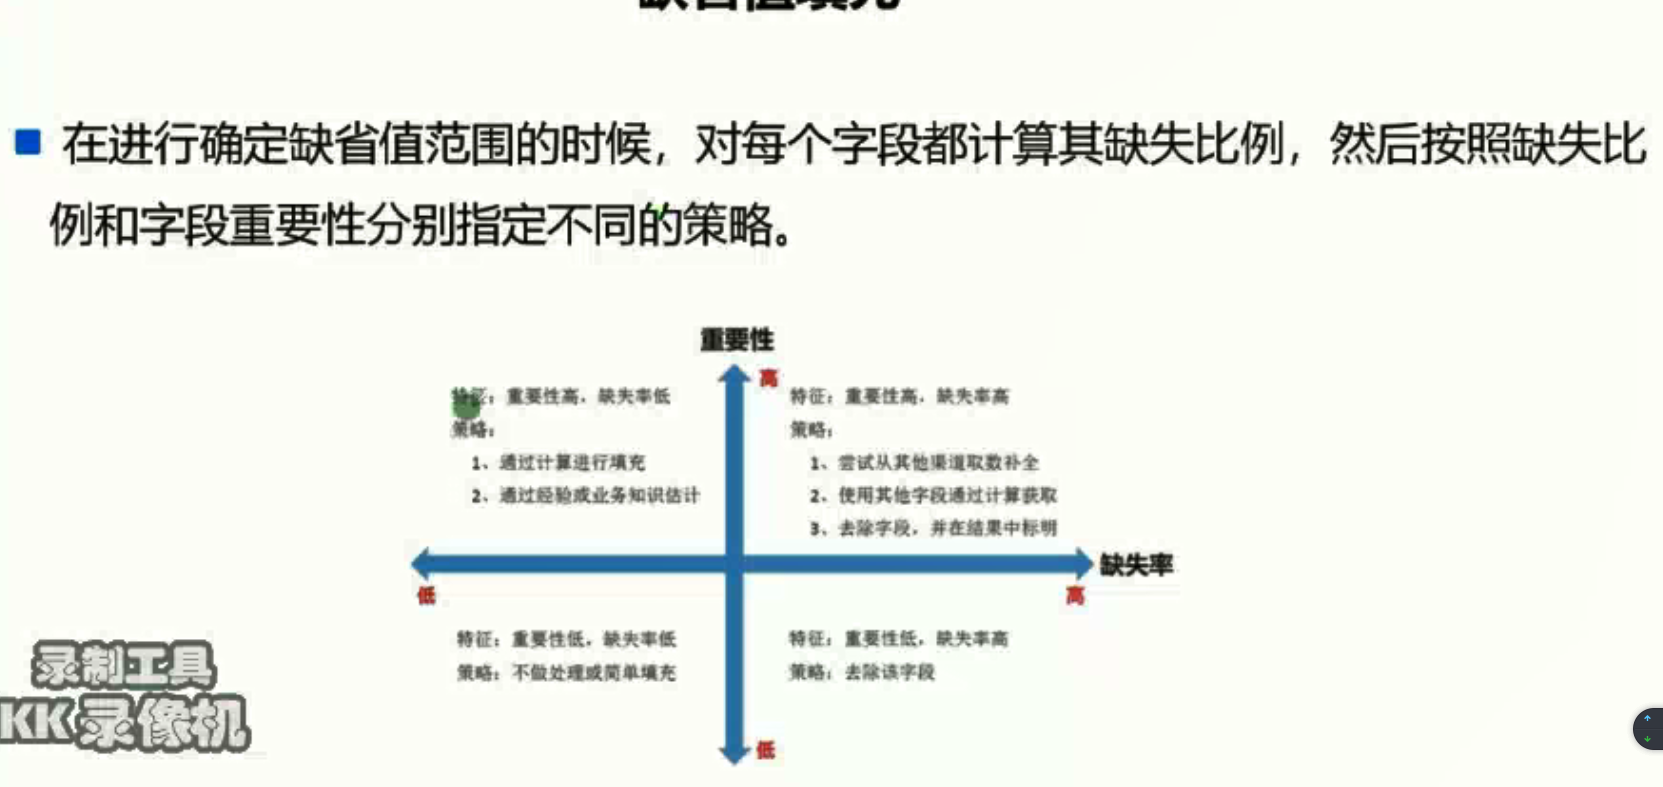 缺省值填充
■ 在进行确定缺省值范围的时候，对每个字段都计算其缺失比例，然后按照缺失比
例和字段重要性分别指定不同的策略。
重要性
高
特征：重要性高，缺失率低
策略：
1、通过计算进行填充
2、通过经验或业务知识估计
特征：重要性高，缺失率高
策略：
1、尝试从其他渠道取数补全
2、使用其他字段通过计算获取
3、去除字段，并在结果中标明
缺失率
低
高
特征：重要性低，缺失率低
策略：不做处理或简单填充
特征：重要性低，缺失率高
策略：去除该字段
低
录制工具
KK录像机